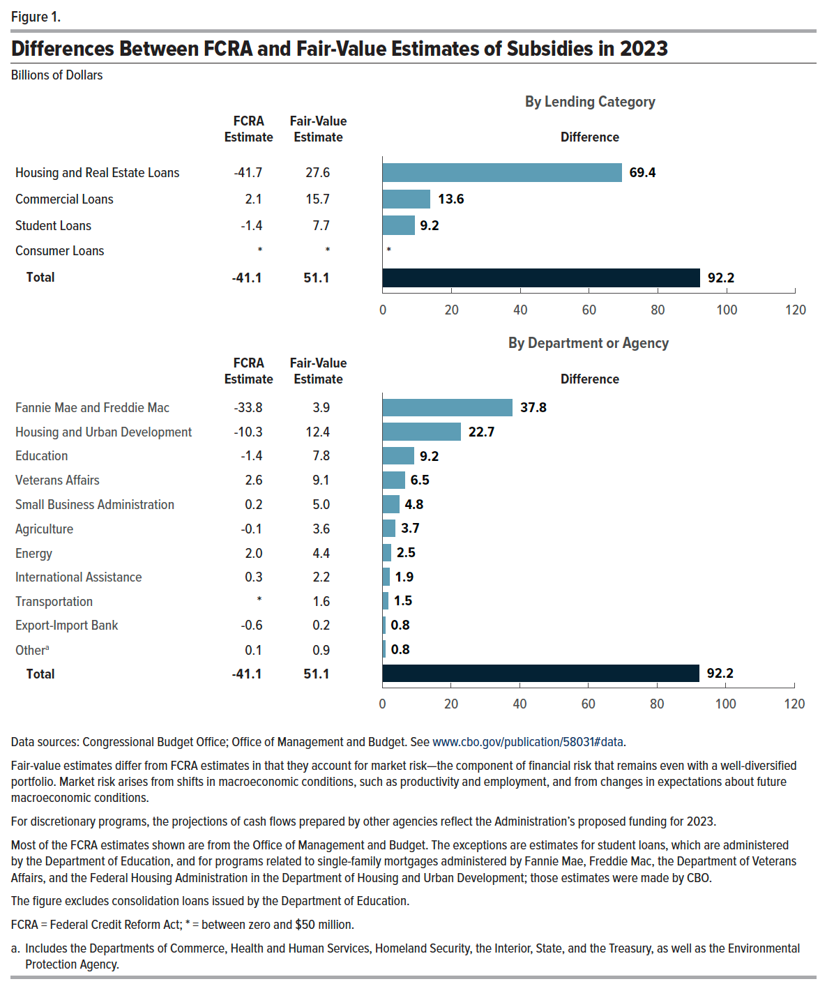 Figure 1.
Differences Between FCRA and Fair-Value Estimates of Subsidies in 2023
Billions of Dollars
By Lending Category
FCRA Estimate Fair-Value Estimate Difference
Housing and Real Estate Loans -41.7 27.6 69.4
Commercial Loans 2.1 15.7 13.6
Student Loans -1.4 7.7 9.2
Consumer Loans * * *
Total -41.1 51.1 92.2
0 20 40 60 80 100 120
By Department or Agency
FCRA Estimate Fair-Value Estimate Difference
Fannie Mae and Freddie Mac -33.8 3.9 37.8
Housing and Urban Development -10.3 12.4 22.7
Education -1.4 7.8 9.2
Veterans Affairs 2.6 9.1 6.5
Small Business Administration 0.2 5.0 4.8
Agriculture -0.1 3.6 3.7
Energy 2.0 4.4 2.5
International Assistance 0.3 2.2 1.9
Transportation * 1.6 1.5
Export-Import Bank -0.6 0.2 0.8
Otherᵃ 0.1 0.9 0.8
Total -41.1 51.1 92.2
0 20 40 60 80 100 120
Data sources: Congressional Budget Office; Office of Management and Budget. See www.cbo.gov/publication/58031#data.
Fair-value estimates differ from FCRA estimates in that they account for market risk—the component of financial risk that remains even with a well-diversified
portfolio. Market risk arises from shifts in macroeconomic conditions, such as productivity and employment, and from changes in expectations about future
macroeconomic conditions.
For discretionary programs, the projections of cash flows prepared by other agencies reflect the Administration’s proposed funding for 2023.
Most of the FCRA estimates shown are from the Office of Management and Budget. The exceptions are estimates for student loans, which are administered
by the Department of Education, and for programs related to single-family mortgages administered by Fannie Mae, Freddie Mac, the Department of Veterans
Affairs, and the Federal Housing Administration in the Department of Housing and Urban Development; those estimates were made by CBO.
The figure excludes consolidation loans issued by the Department of Education.
FCRA = Federal Credit Reform Act; * = between zero and $50 million.
a. Includes the Departments of Commerce, Health and Human Services, Homeland Security, the Interior, State, and the Treasury, as well as the Environmental
Protection Agency.